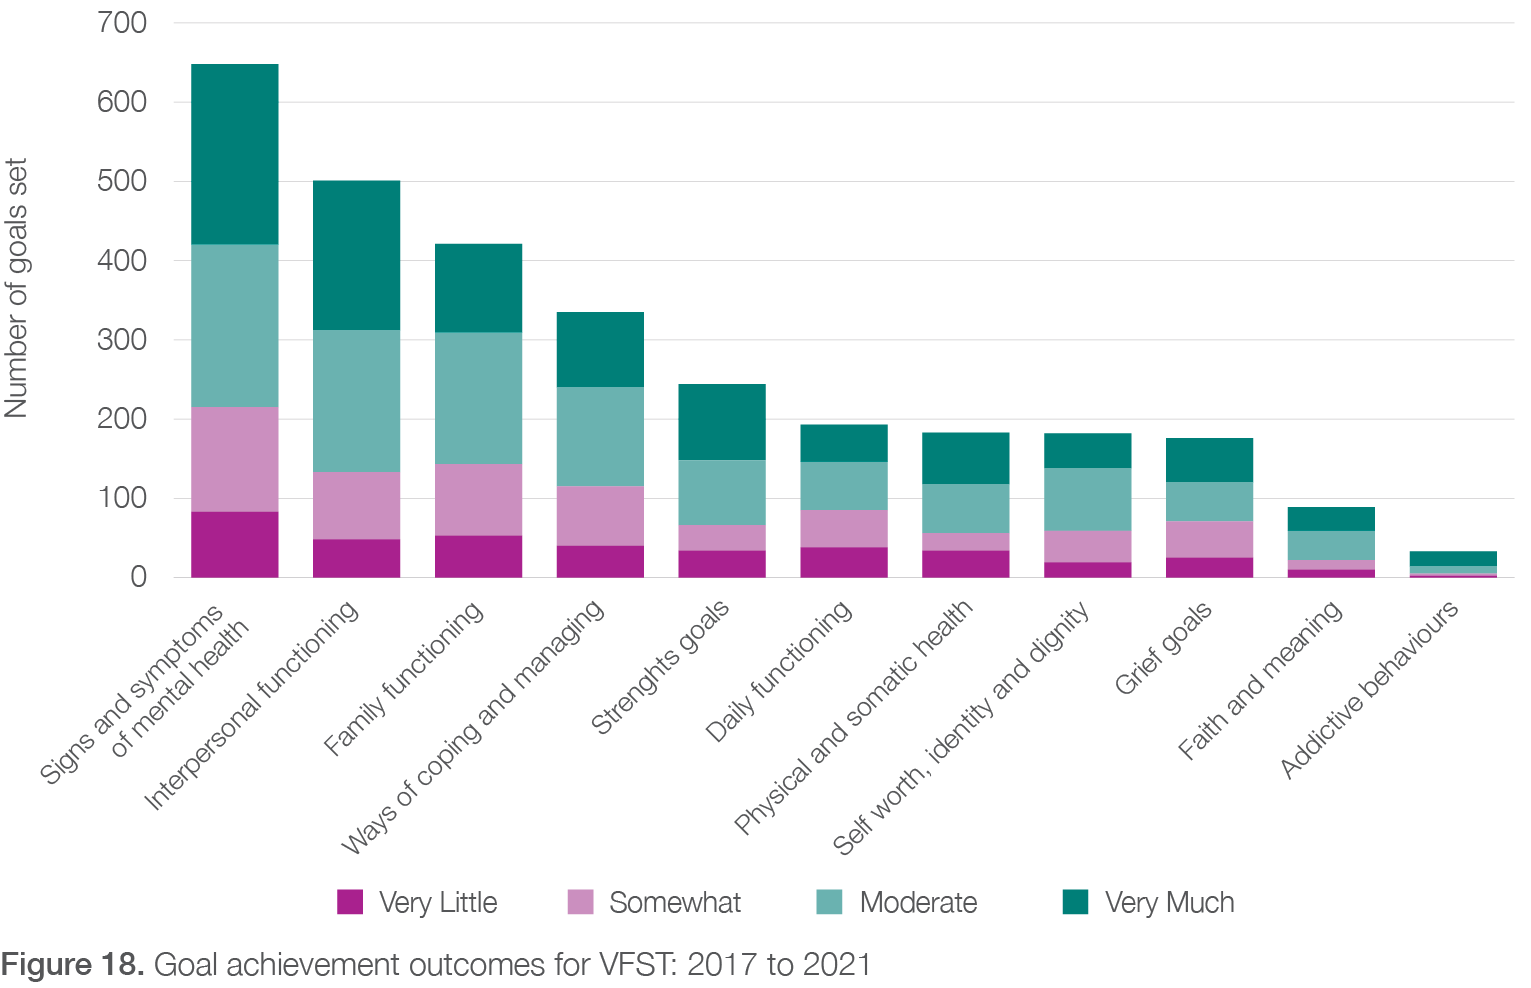 700
600
500
400
300
200
100
0
Number of goals set
Signs and symptoms
of mental health
Interpersonal functioning
Family functioning
Ways of coping and managing
Strenghts goals
Daily functioning
Physical and somatic health
Self worth, identity and dignity
Grief goals
Faith and meaning
Addictive behaviours
Very Little Somewhat Moderate Very Much
Figure 18. Goal achievement outcomes for VFST: 2017 to 2021